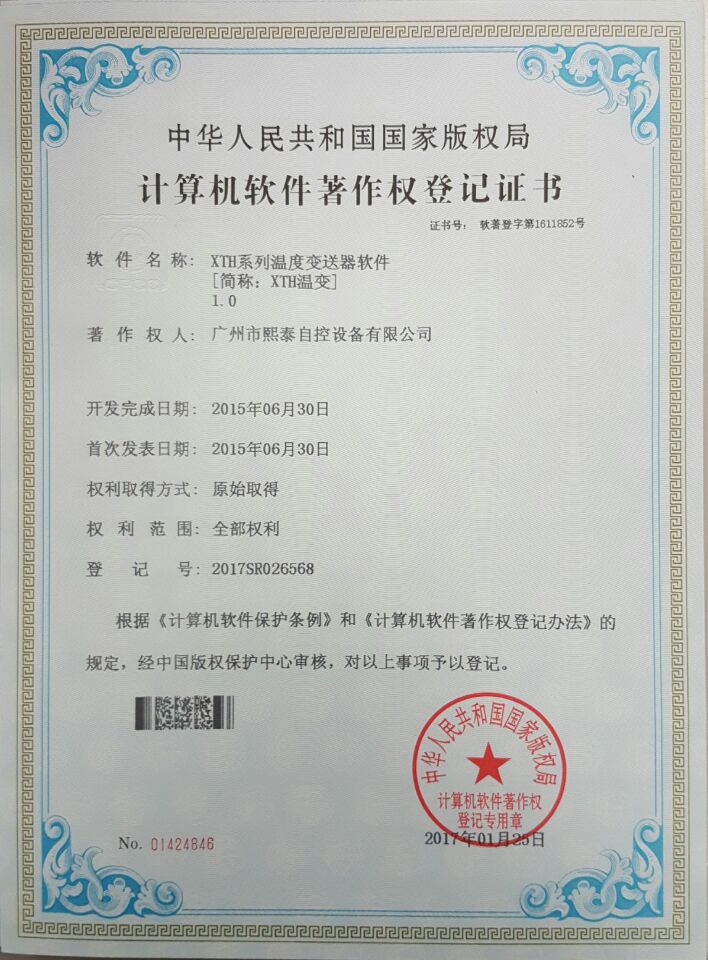 中华人民共和国国家版权局
计算机软件著作权登记证书
证书号： 软著登字第1611852号
软件名称： XTH系列温度变送器软件
[简称：XTH温变]
1.0
著作权人： 广州市熙泰自控设备有限公司
开发完成日期： 2015年06月30日
首次发表日期： 2015年06月30日
权利取得方式： 原始取得
权利范围： 全部权利
登记号： 2017SR026568
根据《计算机软件保护条例》和《计算机软件著作权登记办法》的
规定，经中国版权保护中心审核，对以上事项予以登记。
中华人民共和国国家版权局
计算机软件著作权
登记专用章
2017年01月25日
No. 01424846